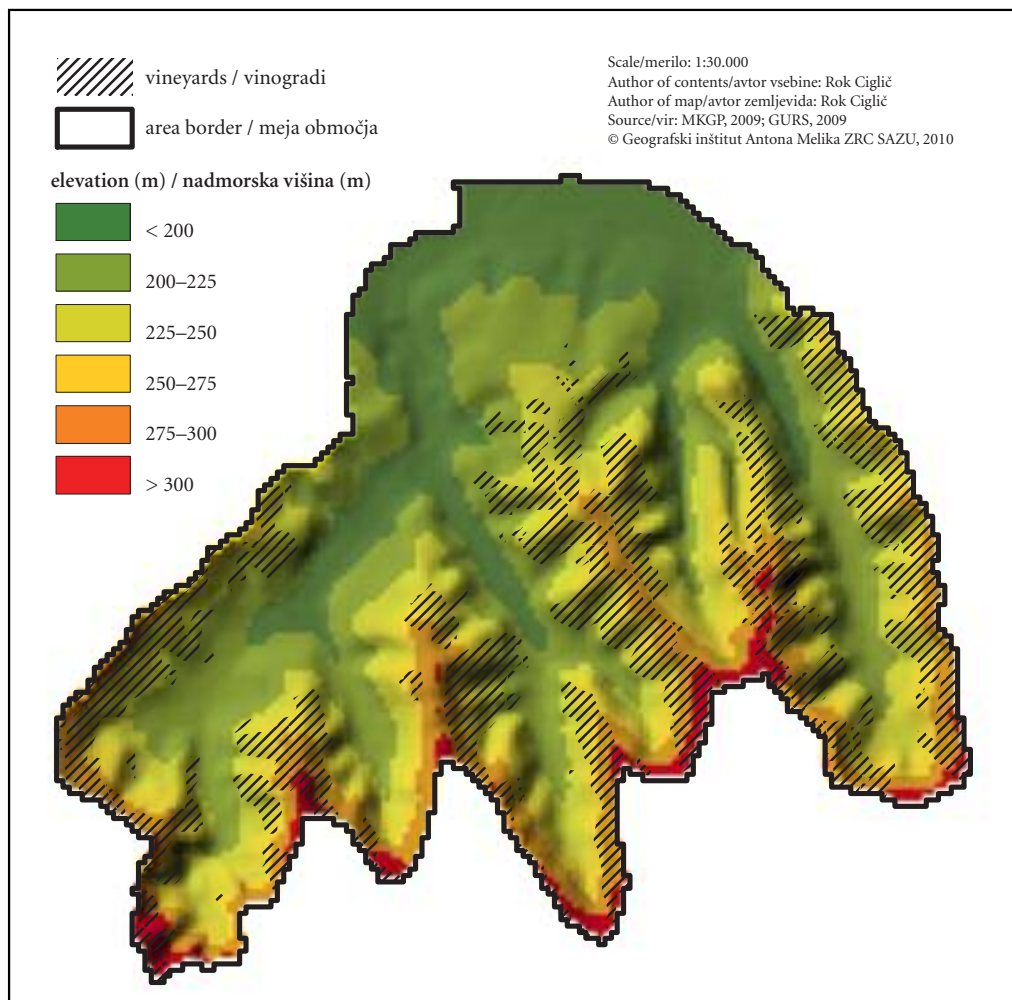 vineyards / vinogradi
area border / meja območja
elevation (m) / nadmorska višina (m)
< 200
200–225
225–250
250–275
275–300
> 300
Scale/merilo: 1:30.000
Author of contents/avtor vsebine: Rok Ciglič
Author of map/avtor zemljevida: Rok Ciglič
Source/vir: MKGP, 2009; GURS, 2009
© Geografski inštitut Antona Melika ZRC SAZU, 2010